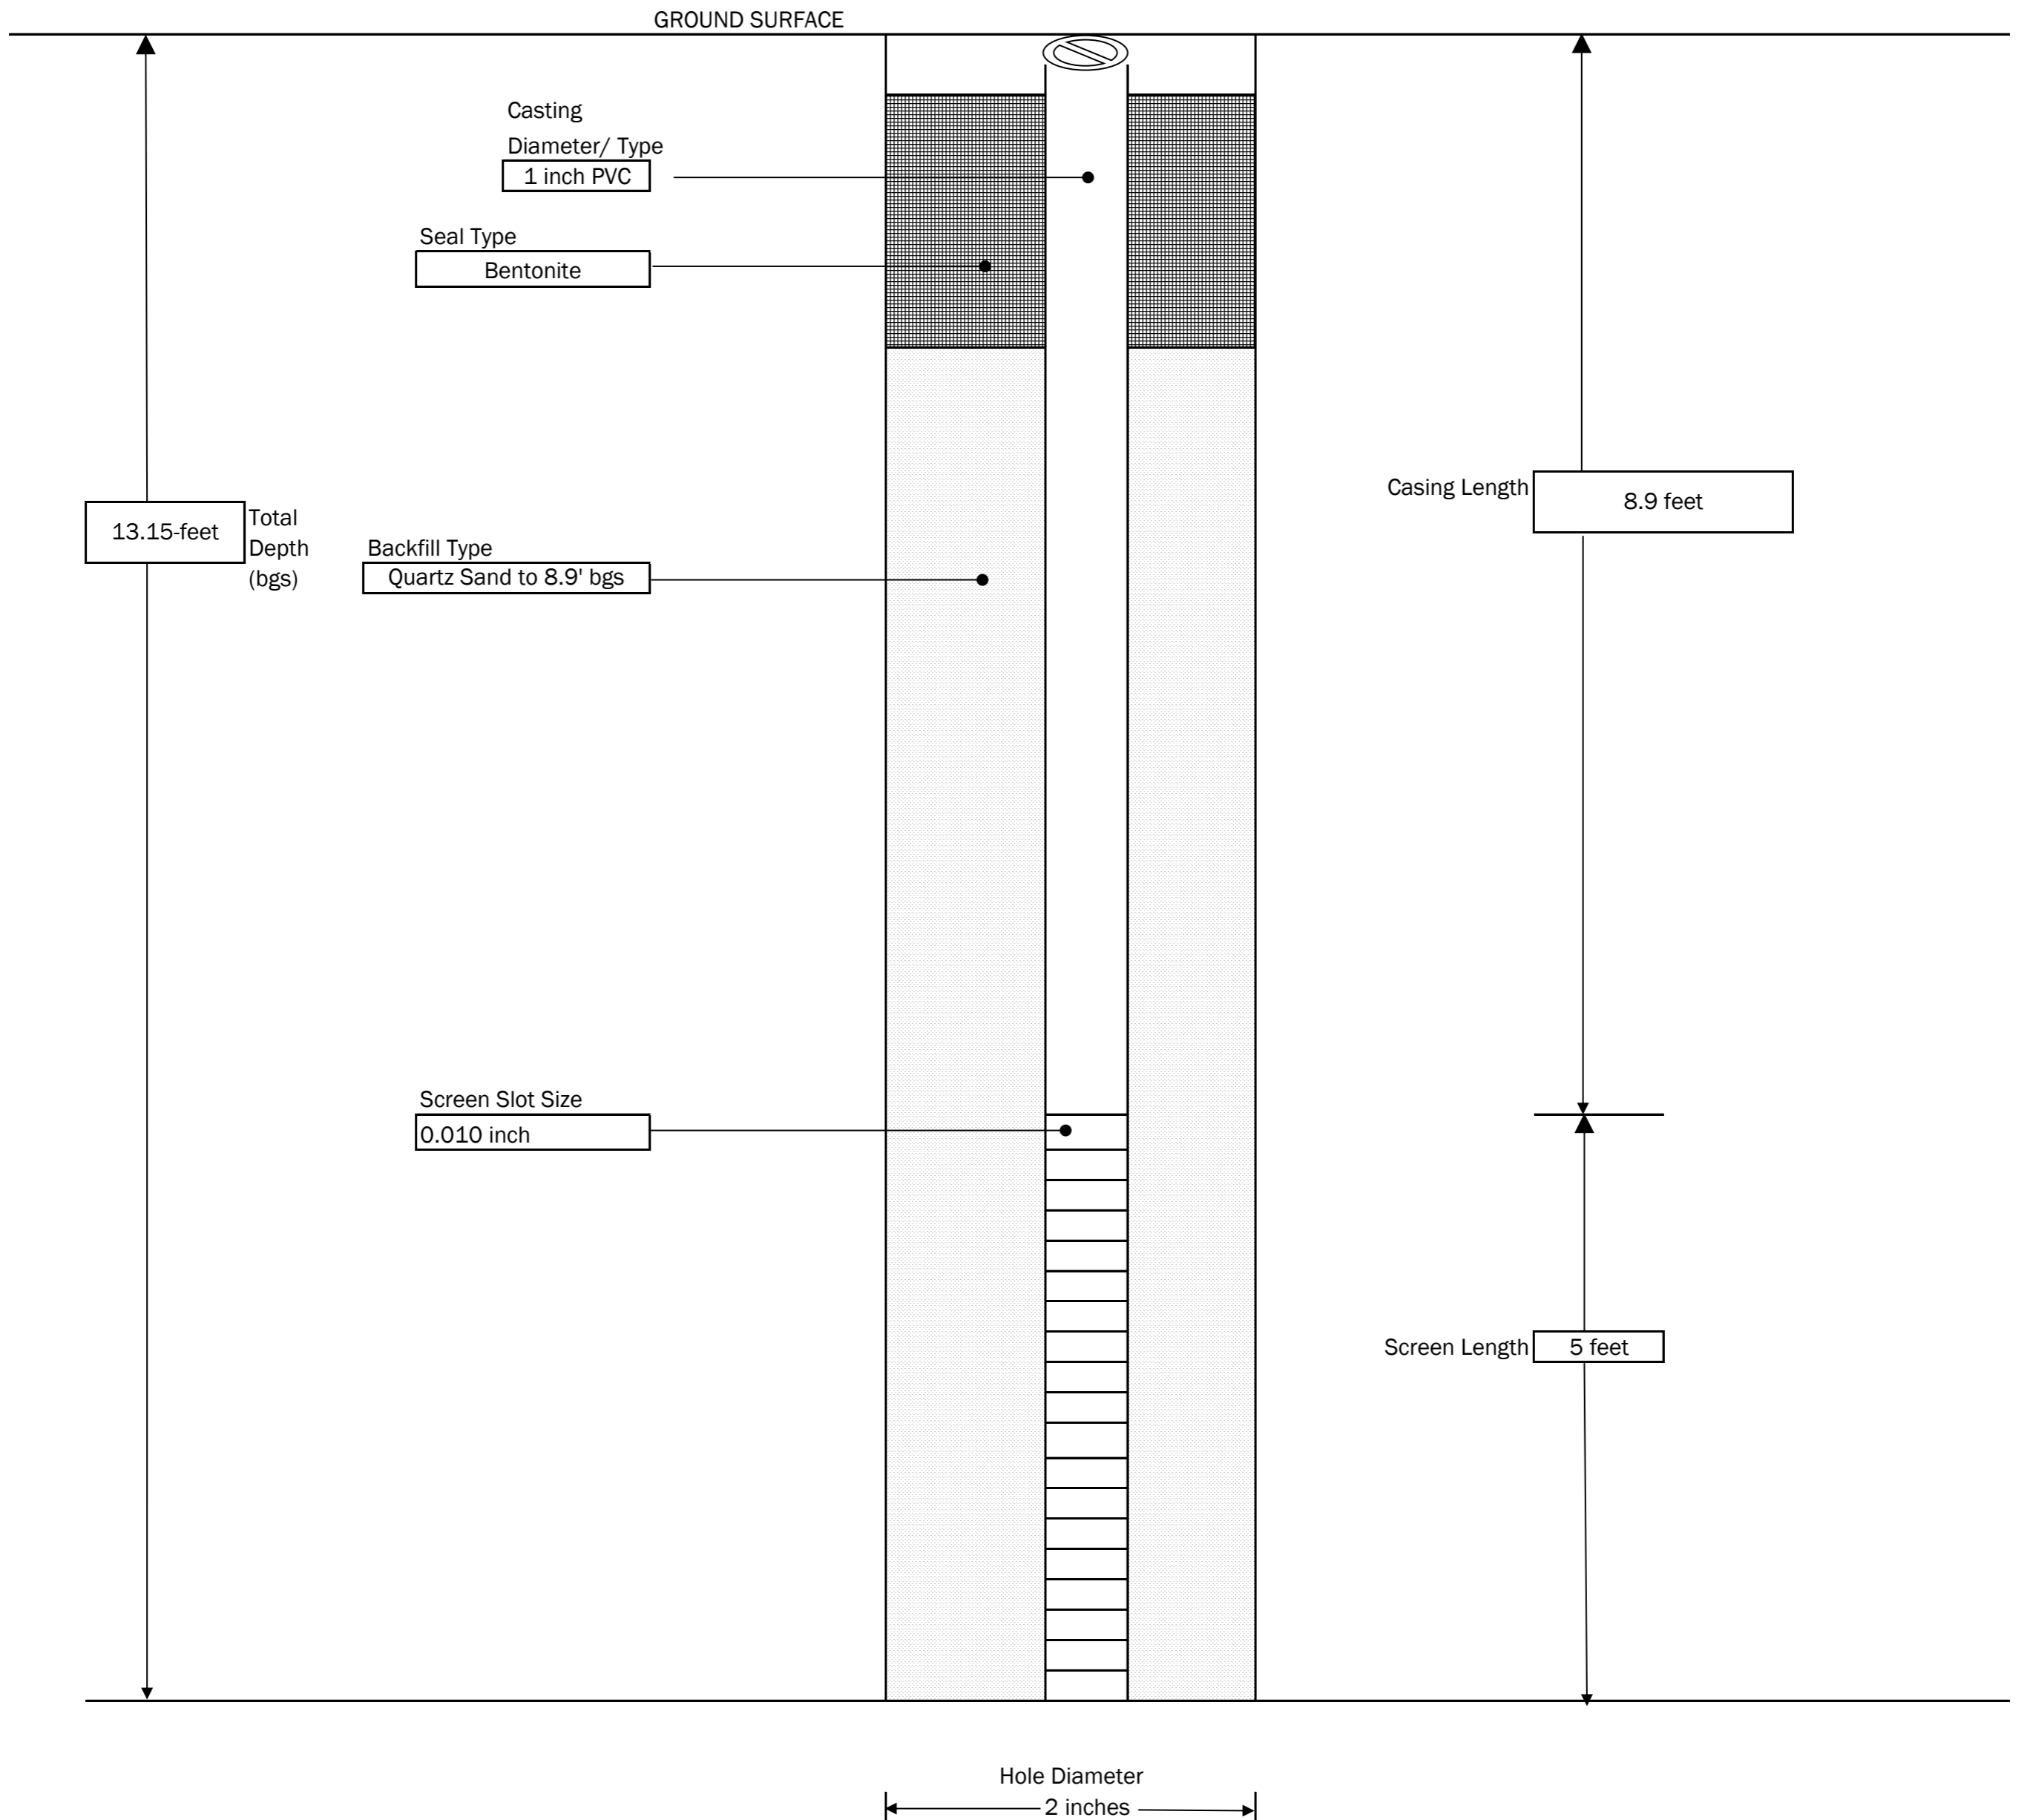 GROUND SURFACE
Casting
Diameter/ Type
1 inch PVC
Seal Type
Bentonite
Casing Length
8.9 feet
13.15-feet
Total
Depth
(bgs)
Backfill Type
Quartz Sand to 8.9' bgs
Screen Slot Size
0.010 inch
Screen Length
5 feet
Hole Diameter
2 inches